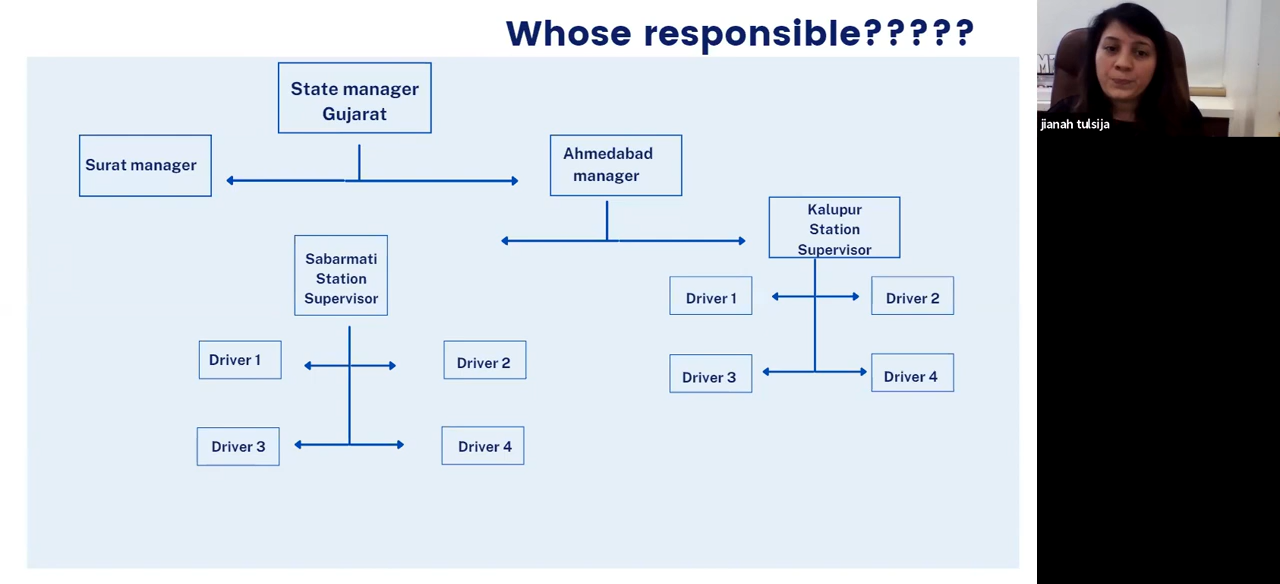 Whose responsible?????
State manager
Gujarat
Surat manager
Ahmedabad
manager
Kalupur
Station
Supervisor
Sabarmati
Station
Supervisor
Driver 1
Driver 2
Driver 3
Driver 4
Driver 1
Driver 2
Driver 3
Driver 4
jianah tulsija